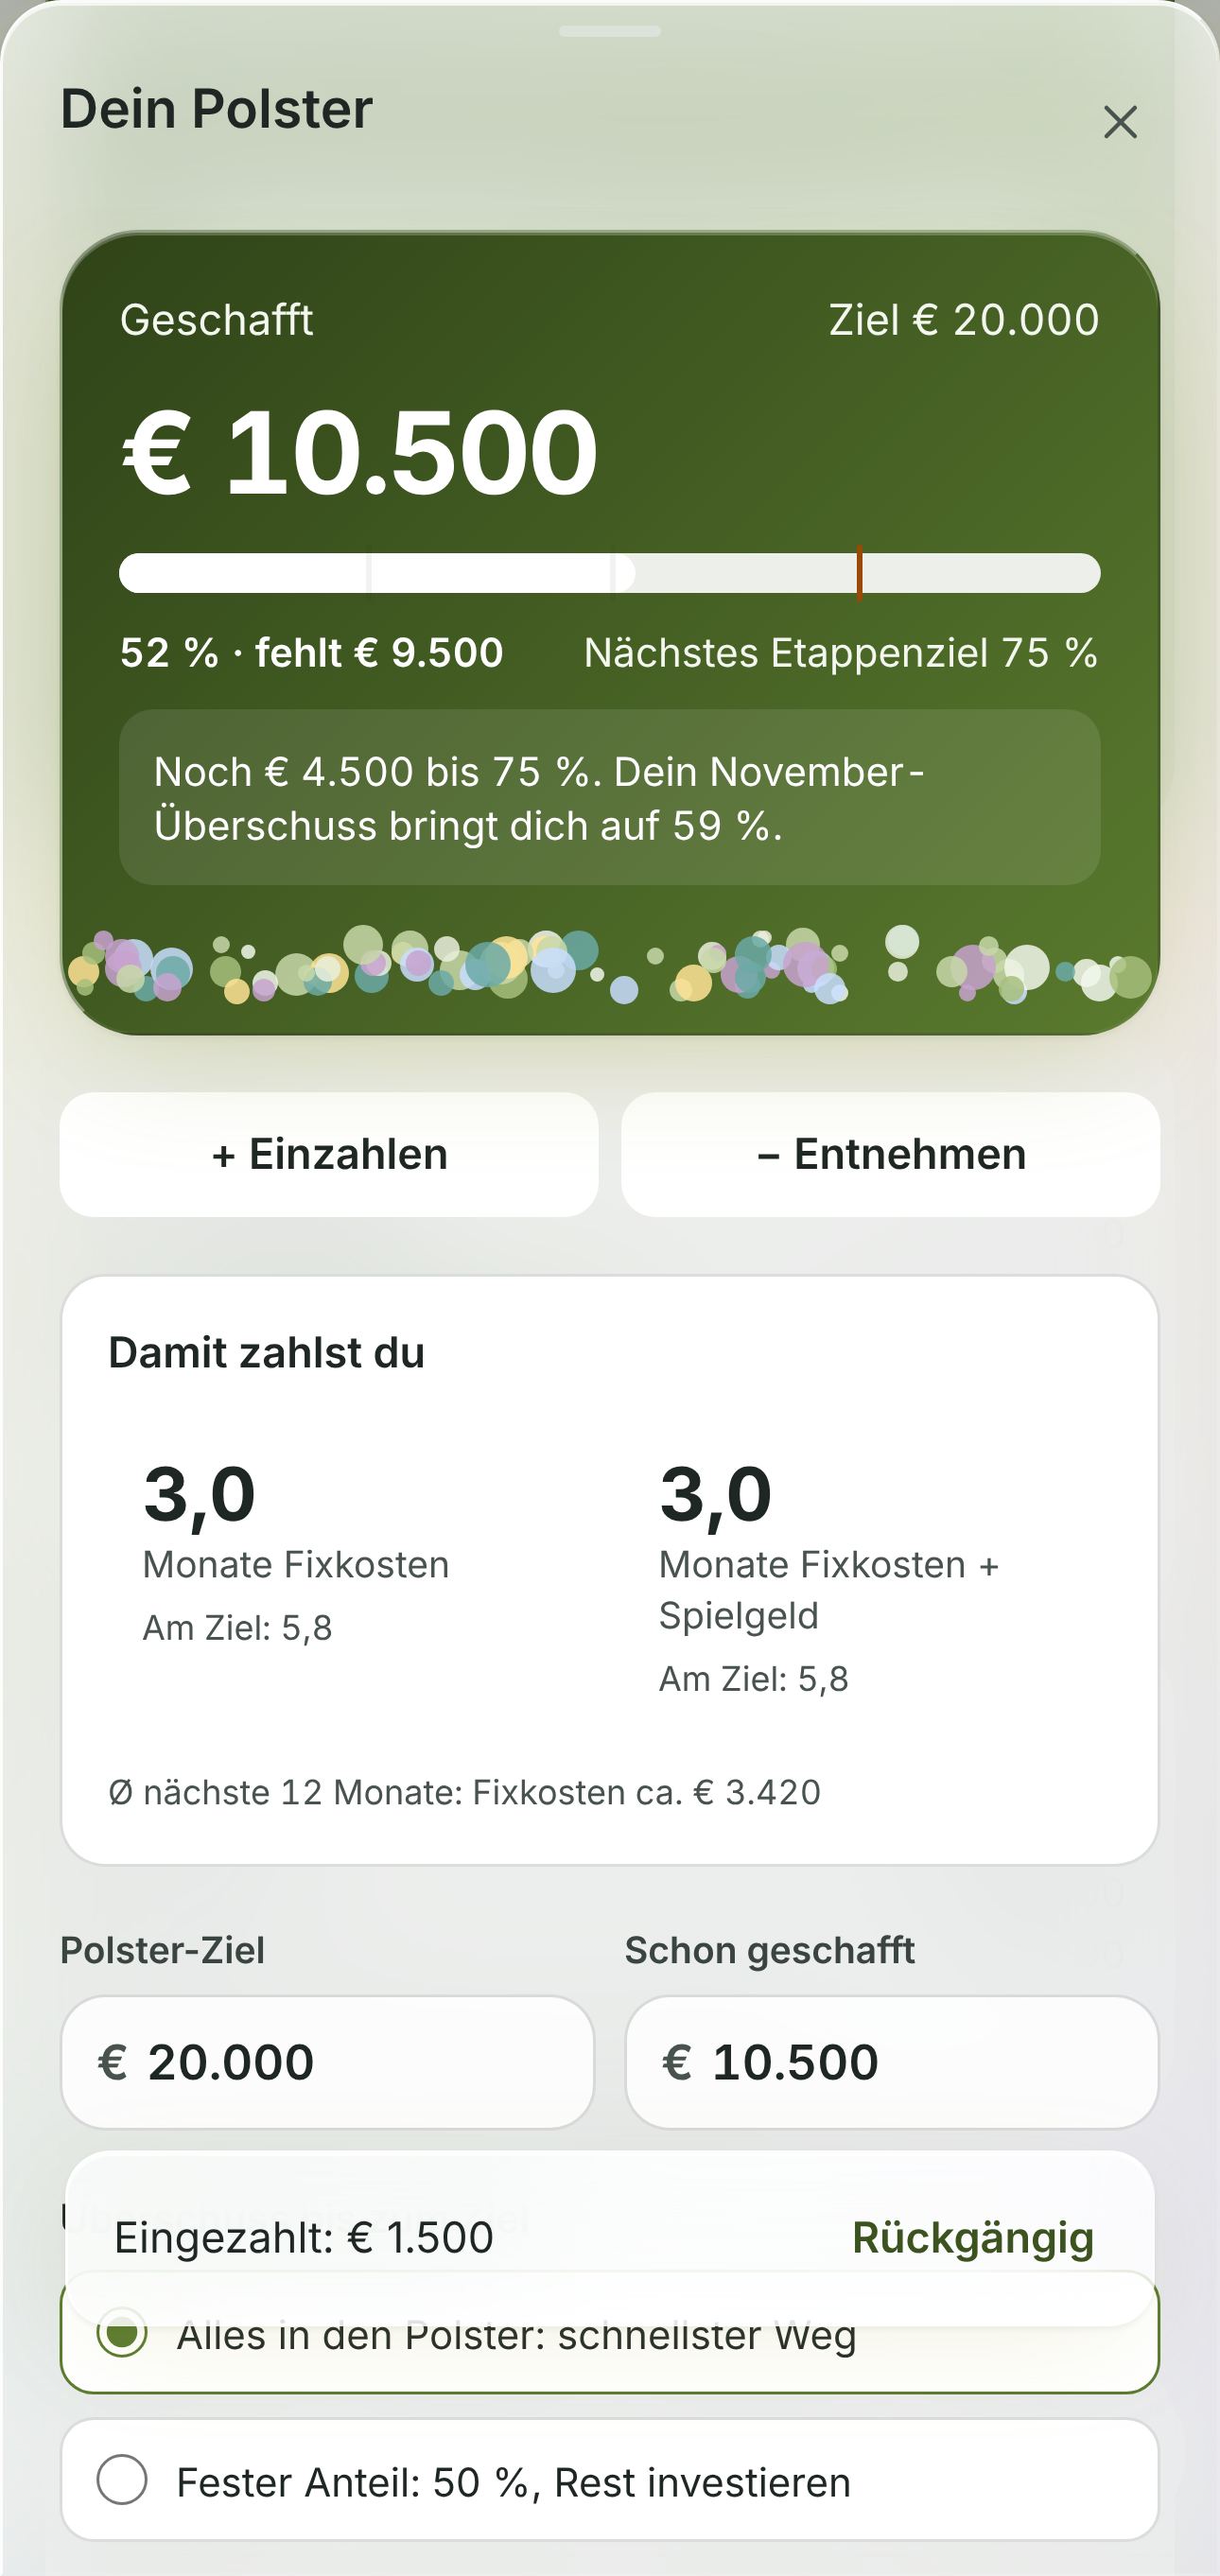 Dein Polster
Geschafft
Ziel € 20.000
€ 10.500
52 % · fehlt € 9.500
Nächstes Etappenziel 75 %
Noch € 4.500 bis 75 %. Dein November-
Überschuss bringt dich auf 59 %.
+ Einzahlen
– Entnehmen
Damit zahlst du
3,0
Monate Fixkosten
Am Ziel: 5,8
3,0
Monate Fixkosten +
Spielgeld
Am Ziel: 5,8
Ø nächste 12 Monate: Fixkosten ca. € 3.420
Polster-Ziel
Schon geschafft
€ 20.000
€ 10.500
Eingezahlt: € 1.500
Rückgängig
Alles in den Polster: schnellster Weg
Fester Anteil: 50 %, Rest investieren